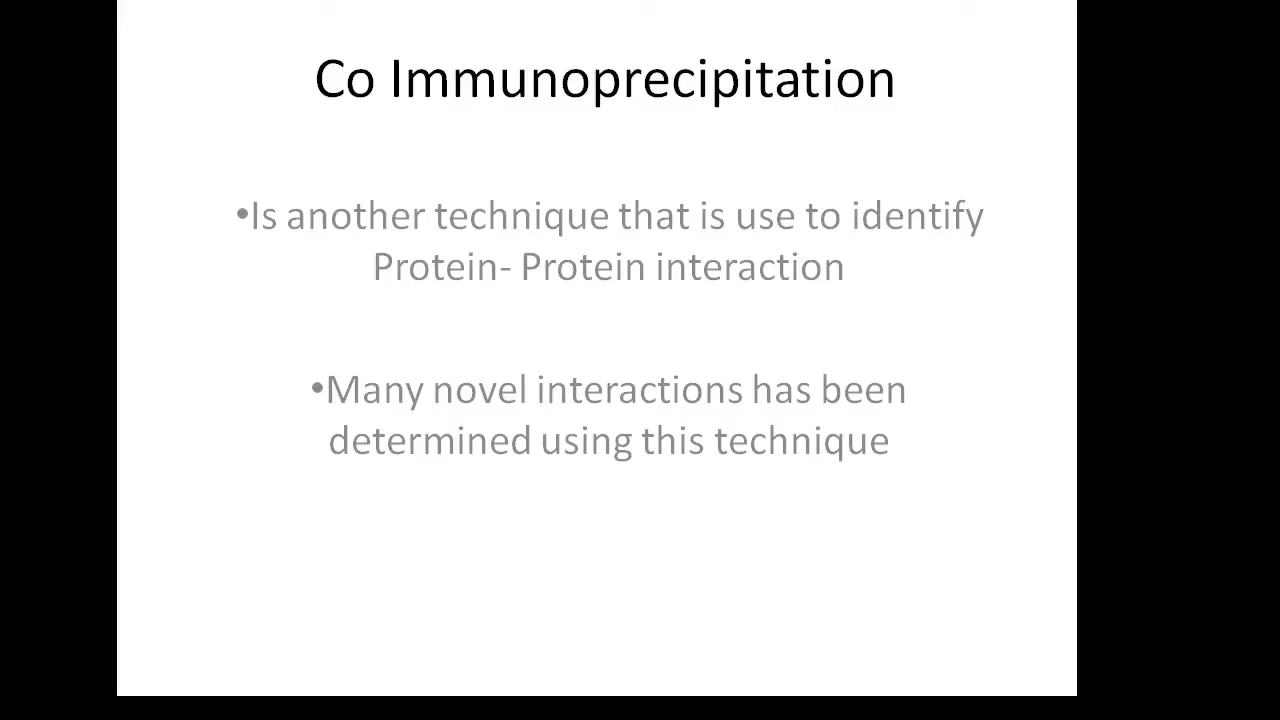 Co Immunoprecipitation
•Is another technique that is use to identify
Protein- Protein interaction
•Many novel interactions has been
determined using this technique